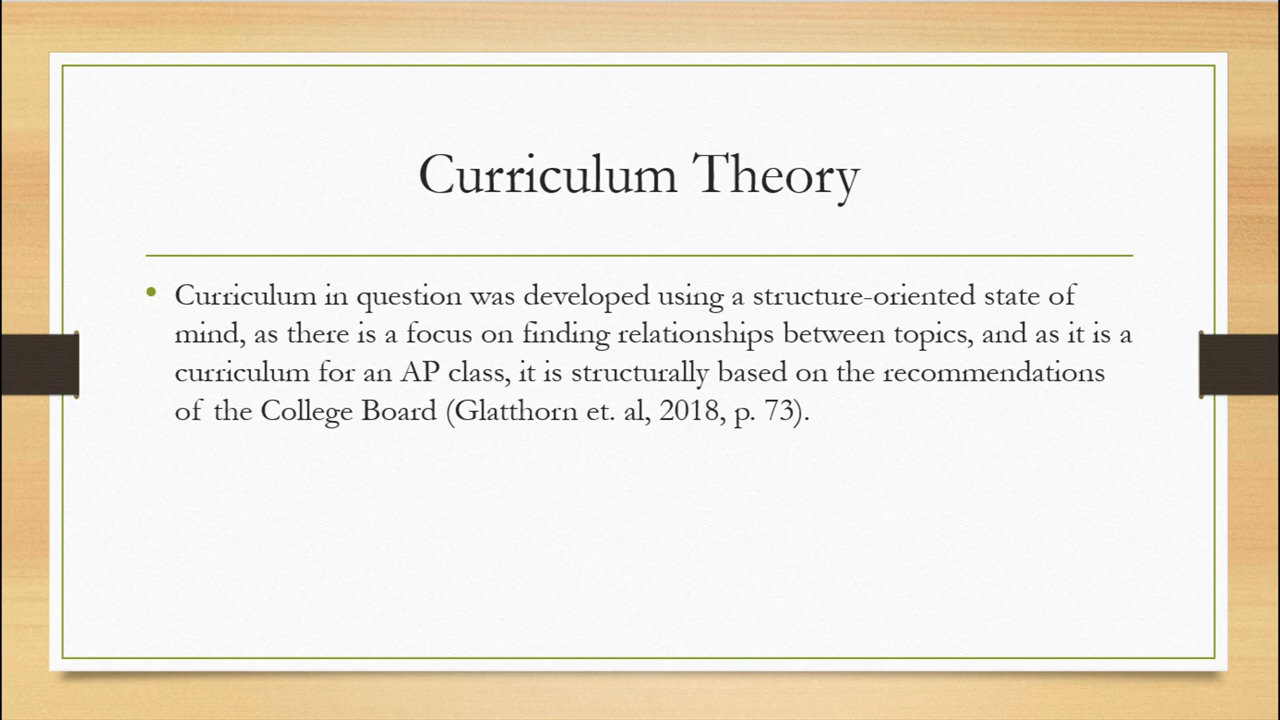 Curriculum Theory
• Curriculum in question was developed using a structure-oriented state of
mind, as there is a focus on finding relationships between topics, and as it is a
curriculum for an AP class, it is structurally based on the recommendations
of the College Board (Glatthorn et. al, 2018, p. 73).